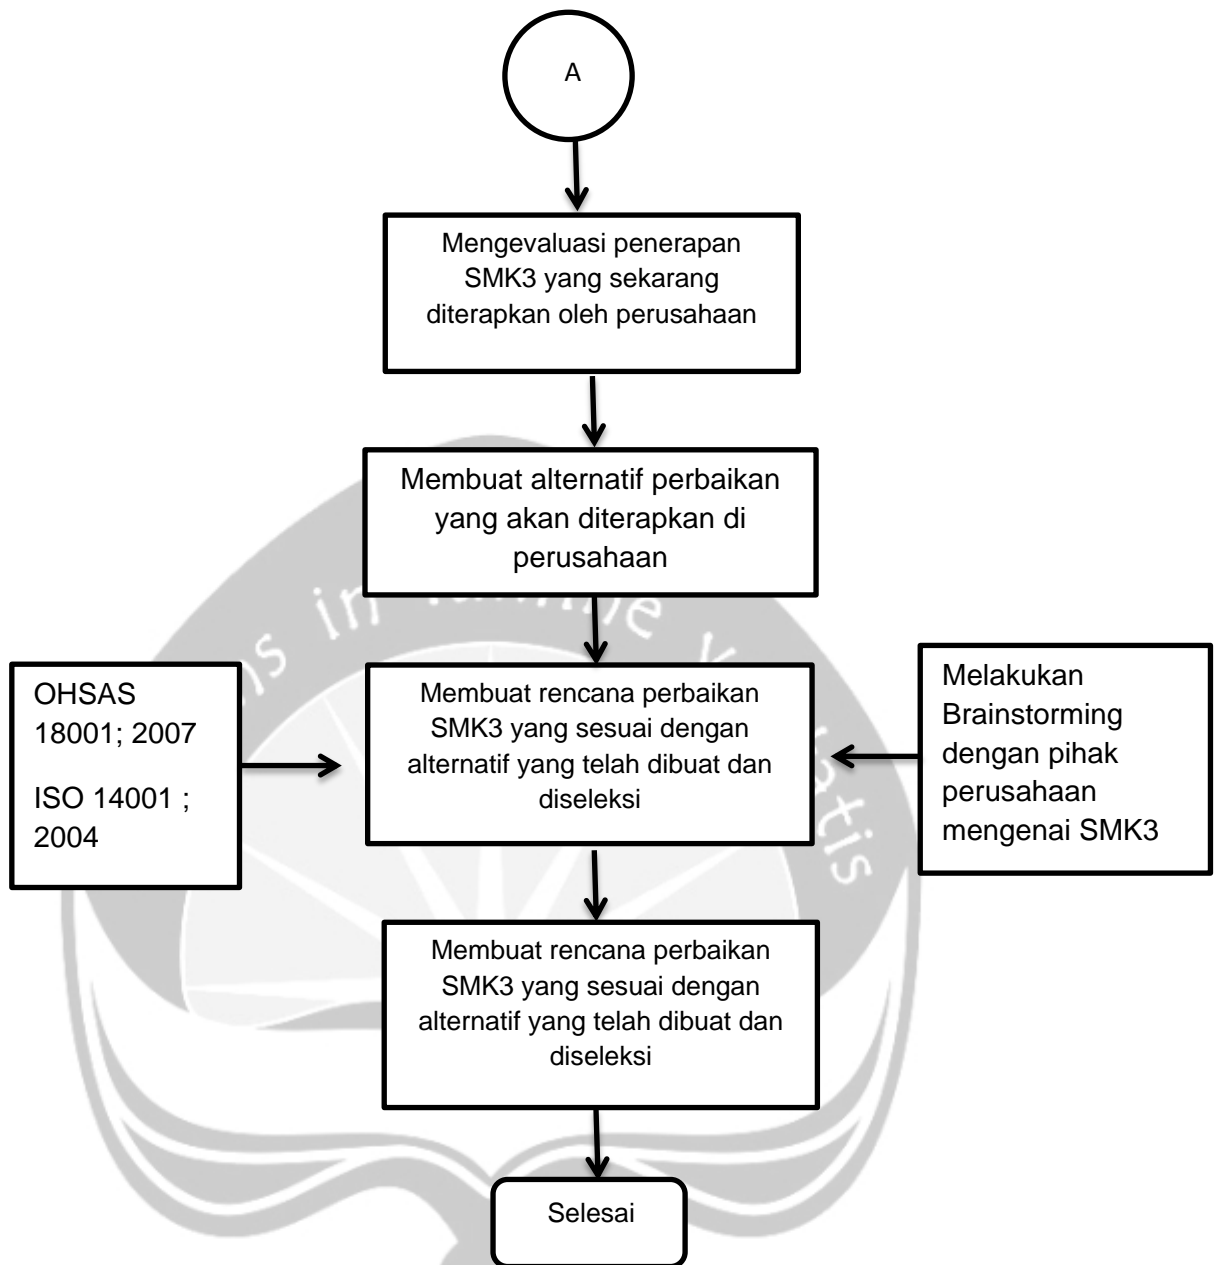 A
Mengevaluasi penerapan
SMK3 yang sekarang
diterapkan oleh perusahaan
Membuat alternatif perbaikan
yang akan diterapkan di
perusahaan
OHSAS
18001; 2007
ISO 14001 ;
2004
Membuat rencana perbaikan
SMK3 yang sesuai dengan
alternatif yang telah dibuat dan
diseleksi
Melakukan
Brainstorming
dengan pihak
perusahaan
mengenai SMK3
Membuat rencana perbaikan
SMK3 yang sesuai dengan
alternatif yang telah dibuat dan
diseleksi
Selesai
in